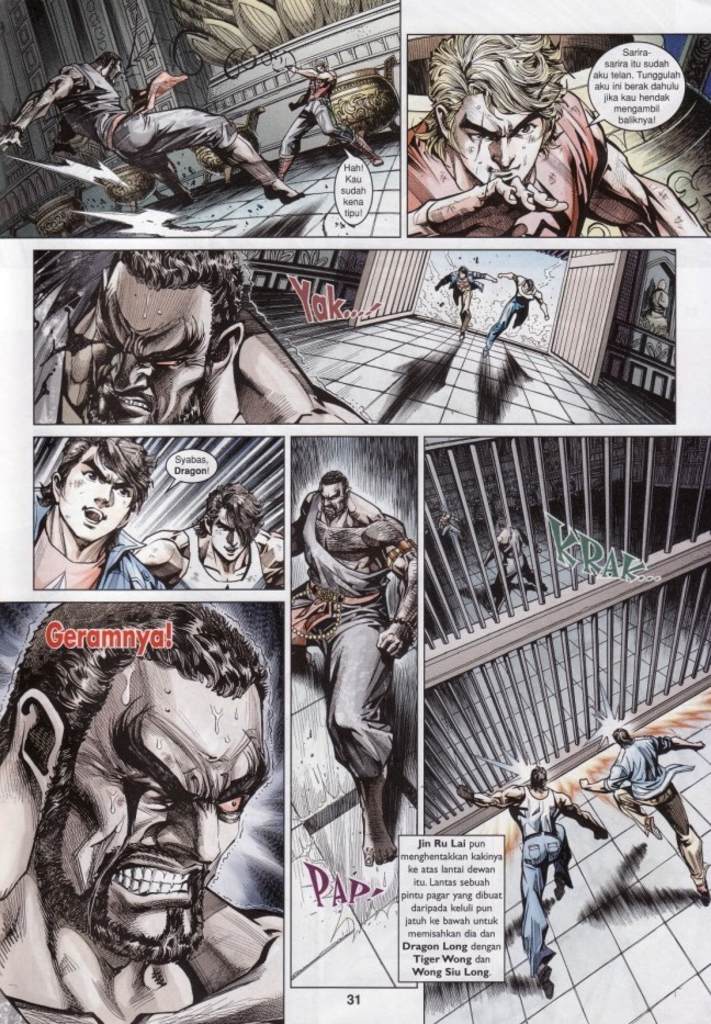 Hah!
Kau
sudah
kena
tipu!
Sarira-
sarira itu sudah
aku telan. Tunggulah
aku ini berak dahulu
jika kau hendak
mengambil
baliknya!
Yak...!
Syabas,
Dragon!
KRAK...
Geramnya!
PAP
Jin Ru Lai pun
menghentakkan kakinya
ke atas lantai dewan
itu. Lantas sebuah
pintu pagar yang dibuat
daripada keluli pun
jatuh ke bawah untuk
memisahkan dia dan
Dragon Long dengan
Tiger Wong dan
Wong Siu Long.
31